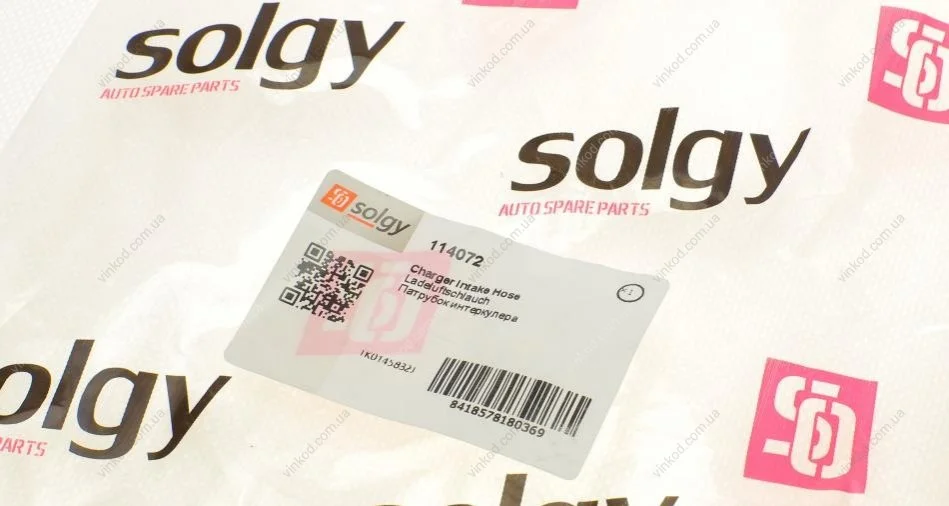 solgy
AUTO SPARE PARTS
solgy
AUTO SPARE PARTS
solgy
114072
Charger Intake Hose
Ladeluftschlauch
Патрубок интеркулера
1K0145832J
8418578180369
olgy
PARTS
vinkod.com.ua